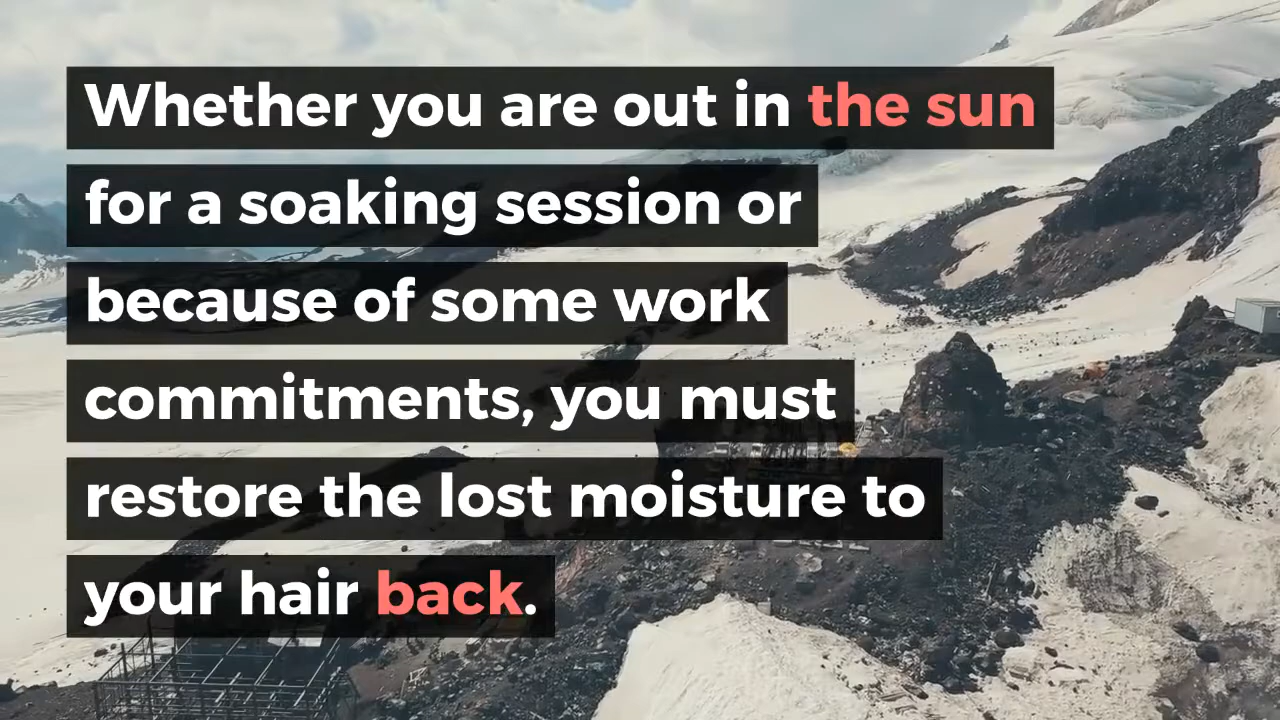 Whether you are out in the sun
for a soaking session or
because of some work
commitments, you must
restore the lost moisture to
your hair back.